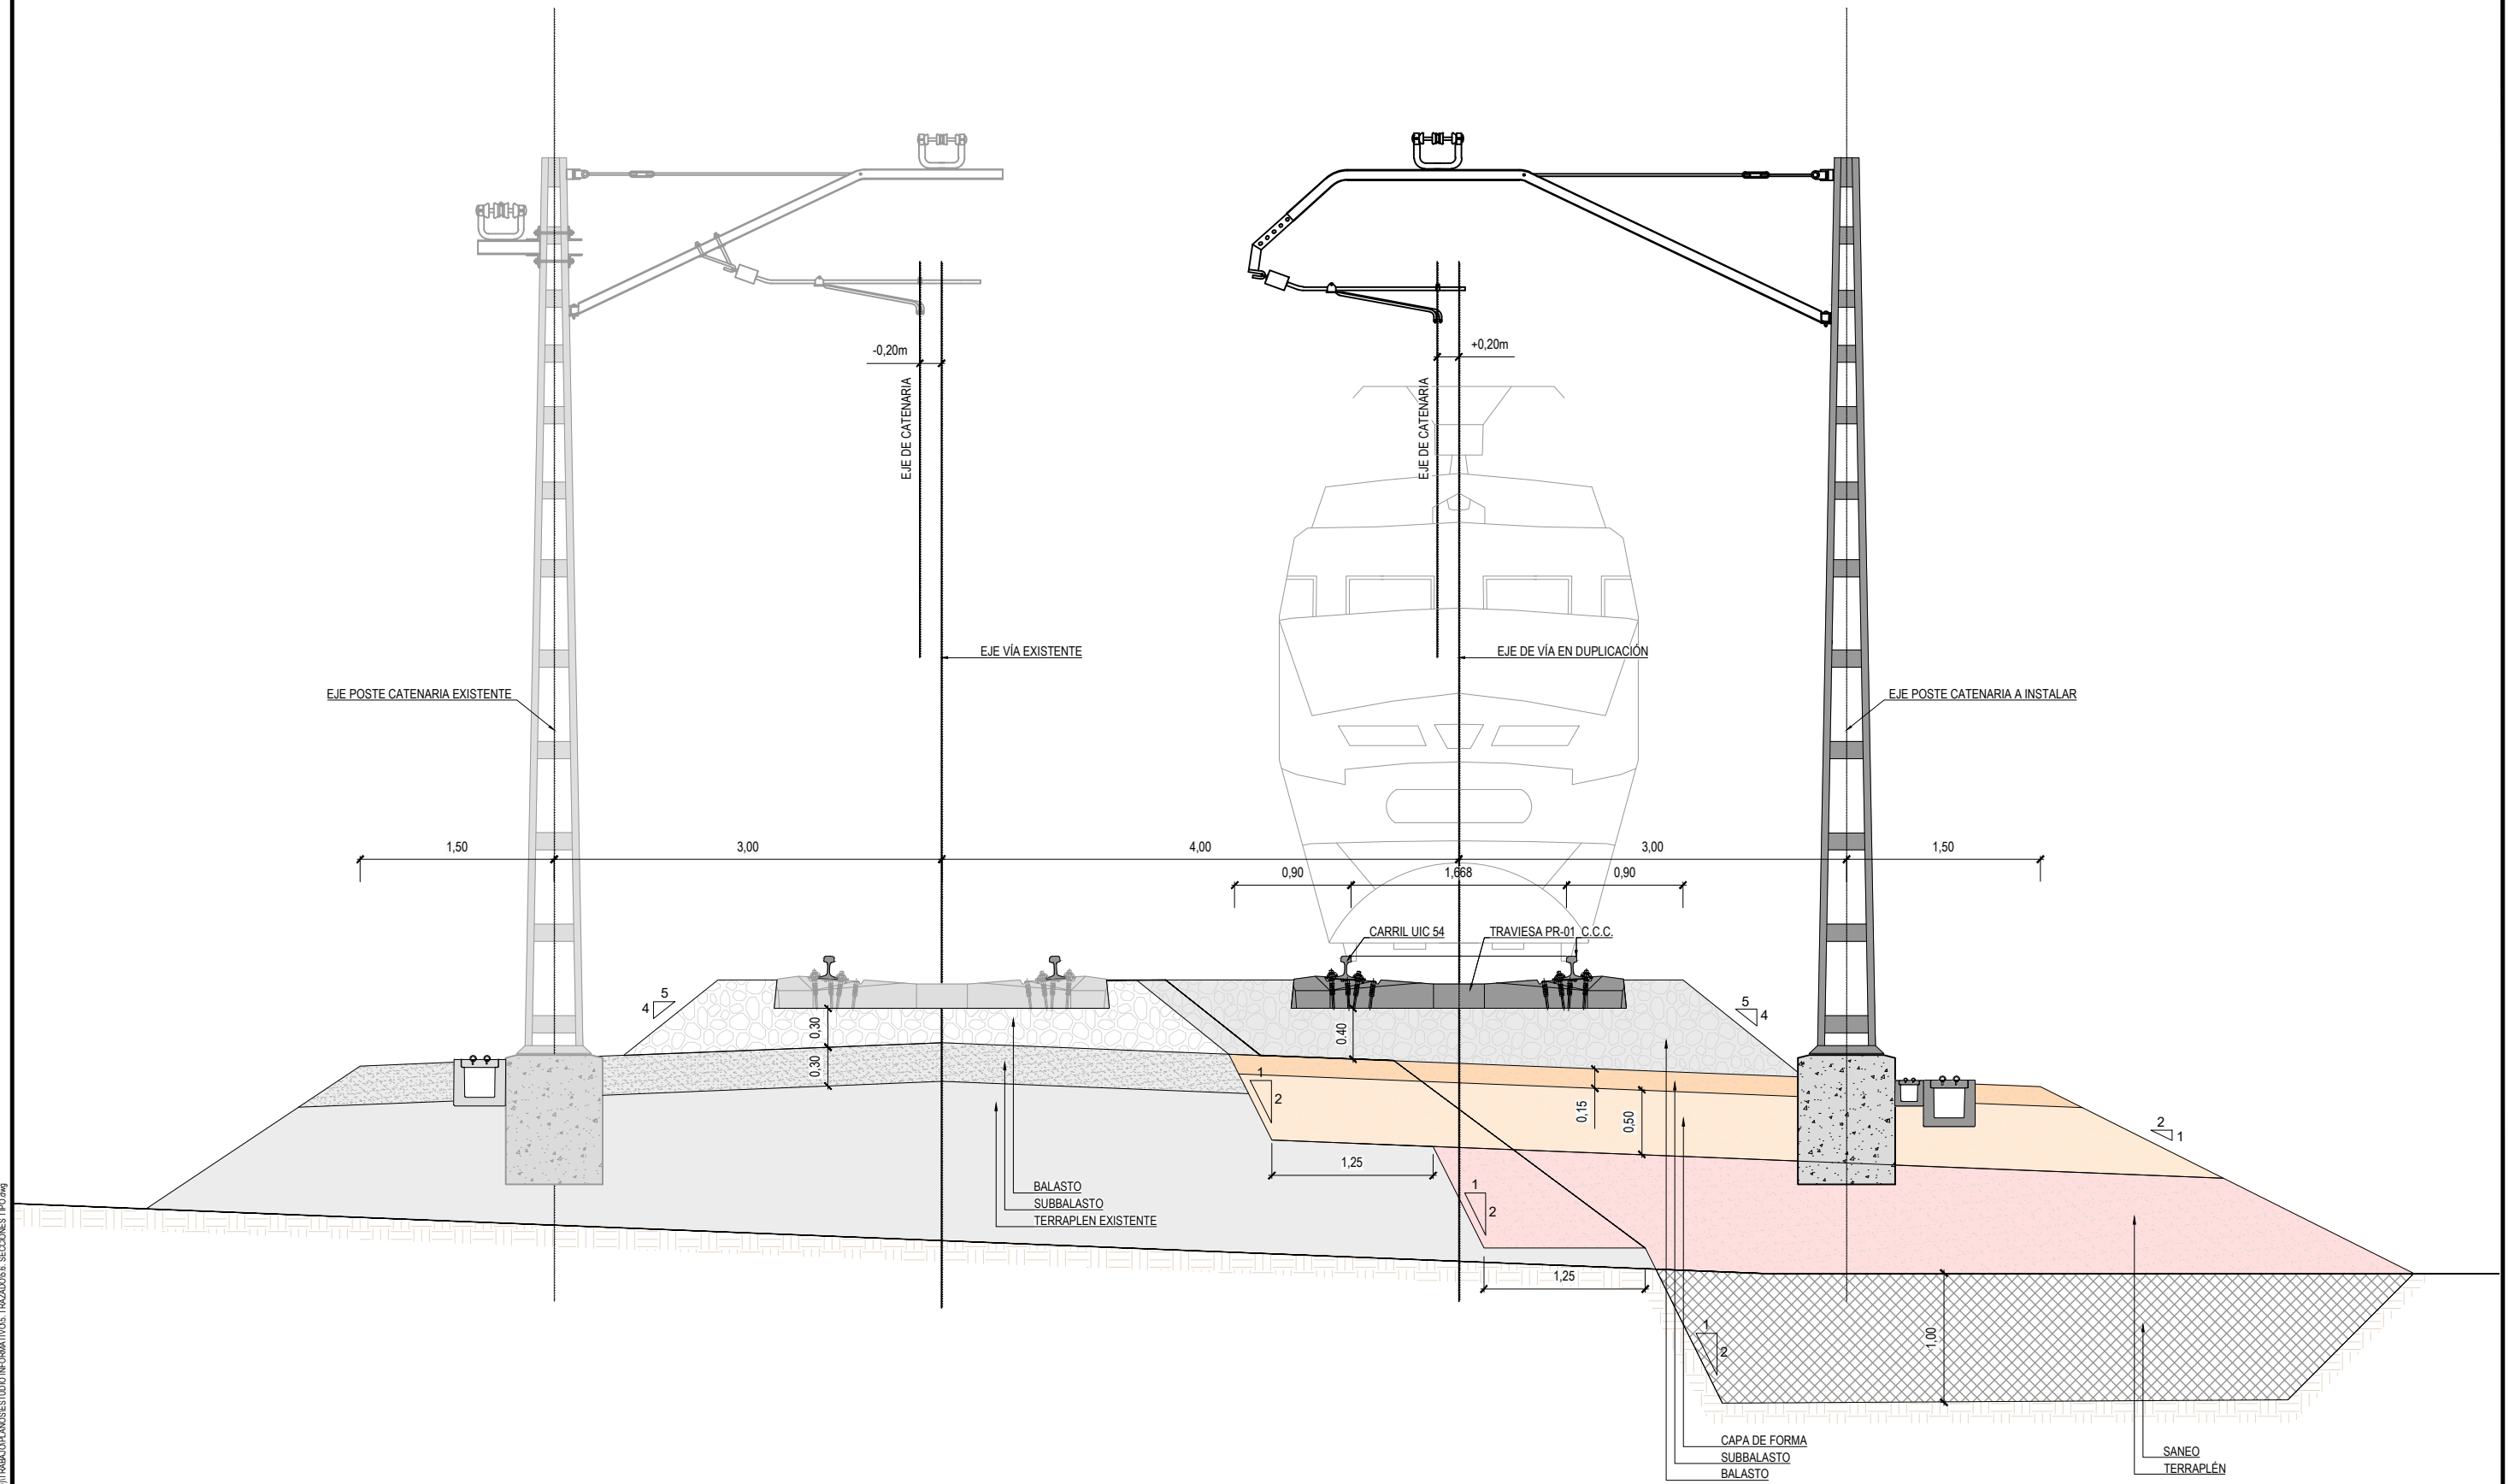 -0,20m
+0,20m
EJE DE CATENARIA
EJE DE CATENARIA
EJE VÍA EXISTENTE
EJE DE VÍA EN DUPLICACIÓN
EJE POSTE CATENARIA EXISTENTE
EJE POSTE CATENARIA A INSTALAR
1,50
3,00
4,00
3,00
1,50
0,90
1,668
0,90
CARRIL UIC 54
TRAVIESA PR-01
C.C.C.
5
4
5
4
0,30
0,30
0.40
1
2
0,15
0,50
2
1
1,25
1
2
BALASTO
SUBBALASTO
TERRAPLEN EXISTENTE
1,25
1
2
1,00
CAPA DE FORMA
SUBBALASTO
BALASTO
SANEO
TERRAPLÉN